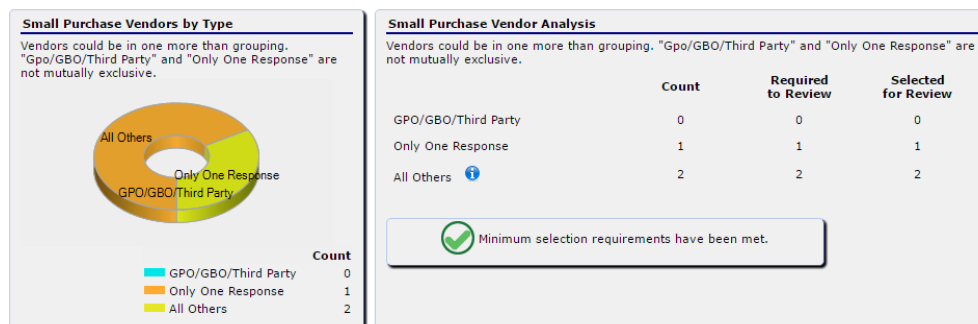 Small Purchase Vendors by Type
Vendors could be in one more than grouping.
"Gpo/GBO/Third Party" and "Only One Response" are
not mutually exclusive.
All Others
Only One Response
GPO/GBO/Third Party
Count
GPO/GBO/Third Party 0
Only One Response 1
All Others 2
Small Purchase Vendor Analysis
Vendors could be in one more than grouping. "Gpo/GBO/Third Party" and "Only One Response" are
not mutually exclusive.
Count Required to Review Selected for Review
GPO/GBO/Third Party 0 0 0
Only One Response 1 1 1
All Others i 2 2 2
Minimum selection requirements have been met.